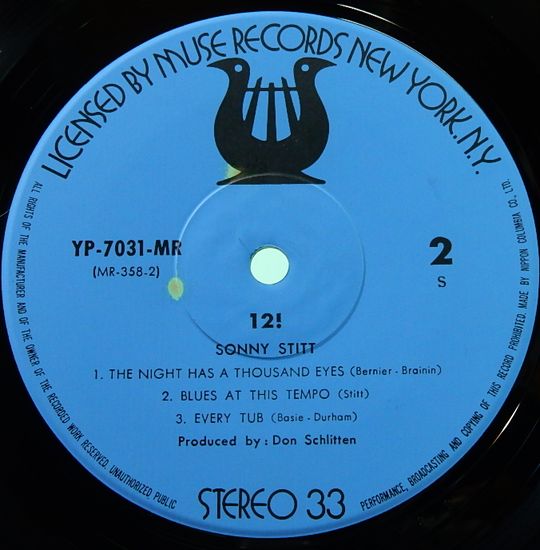 LICENSED BY MUSE RECORDS NEW YORK.N.Y.
YP-7031-MR
(MR-358-2)
2
S
12!
SONNY STITT
1. THE NIGHT HAS A THOUSAND EYES (Bernier - Brainin)
2. BLUES AT THIS TEMPO (Stitt)
3. EVERY TUB (Basie - Durham)
Produced by : Don Schlitten
STEREO 33
ALL RIGHTS OF THE MANUFACTURER AND OF THE OWNER OF THE RECORDED WORK RESERVED. UNAUTHORIZED PUBLIC PERFORMANCE, BROADCASTING AND COPYING OF THIS RECORD PROHIBITED. MADE BY NIPPON COLUMBIA CO., LTD.